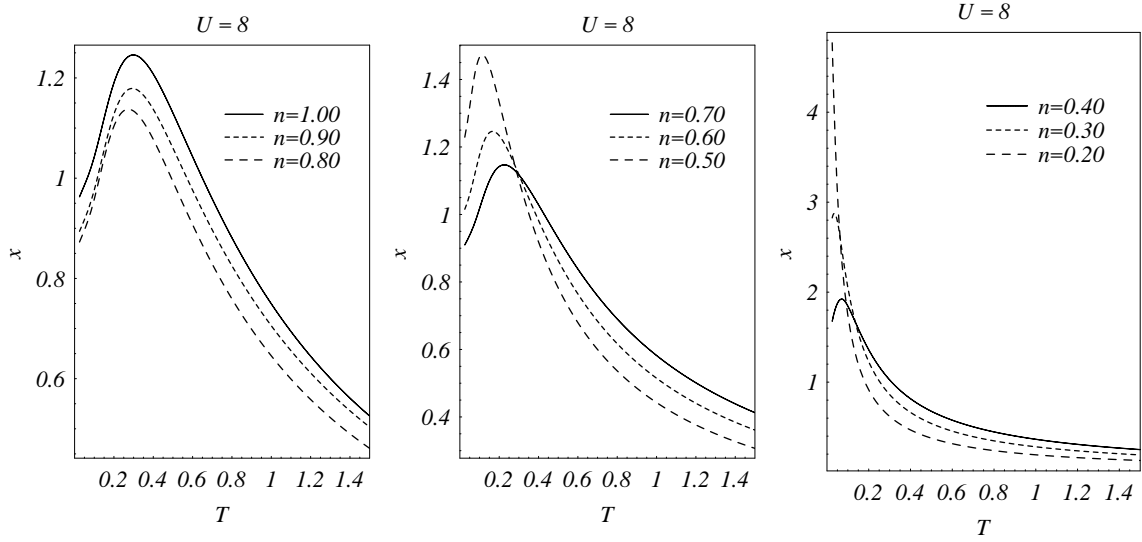 U = 8
1.2
1
0.8
0.6
x
n=1.00
n=0.90
n=0.80
0.2 0.4 0.6 0.8 1 1.2 1.4
T
U = 8
1.4
1.2
1
0.8
0.6
0.4
x
n=0.70
n=0.60
n=0.50
0.2 0.4 0.6 0.8 1 1.2 1.4
T
U = 8
4
3
2
1
x
n=0.40
n=0.30
n=0.20
0.2 0.4 0.6 0.8 1 1.2 1.4
T